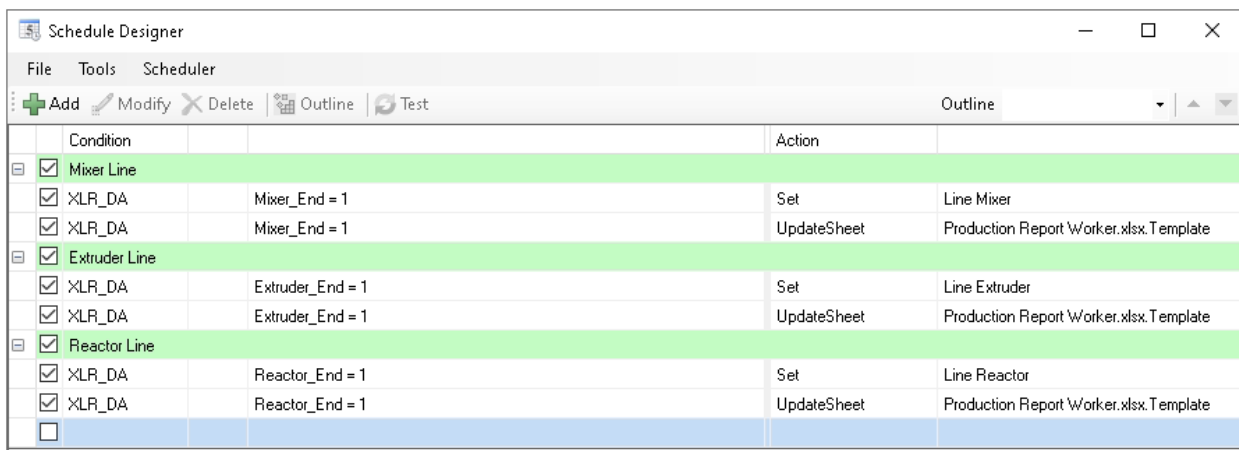 Schedule Designer
File Tools Scheduler
Add Modify Delete Outline Test Outline
Condition Action
Mixer Line
XLR_DA Mixer_End = 1 Set Line Mixer
XLR_DA Mixer_End = 1 UpdateSheet Production Report Worker.xlsx.Template
Extruder Line
XLR_DA Extruder_End = 1 Set Line Extruder
XLR_DA Extruder_End = 1 UpdateSheet Production Report Worker.xlsx.Template
Reactor Line
XLR_DA Reactor_End = 1 Set Line Reactor
XLR_DA Reactor_End = 1 UpdateSheet Production Report Worker.xlsx.Template